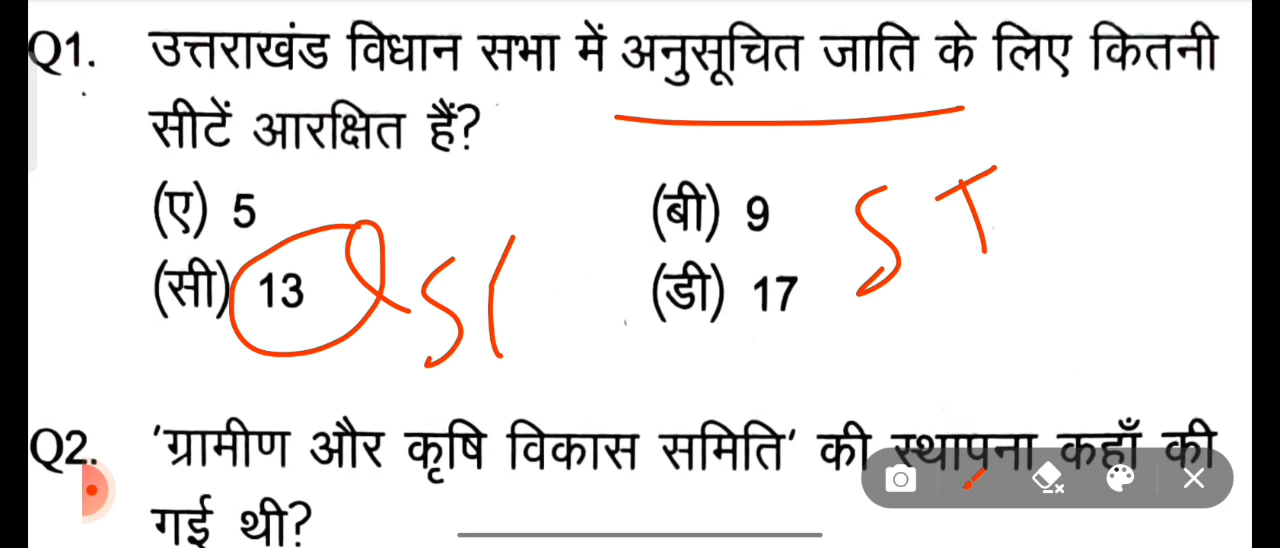 Q1. उत्तराखंड विधान सभा में अनुसूचित जाति के लिए कितनी
सीटें आरक्षित हैं?
(ए) 5 (बी) 9
(सी) 13 (डी) 17
SC ST
Q2. 'ग्रामीण और कृषि विकास समिति' की स्थापना कहाँ की
गई थी?